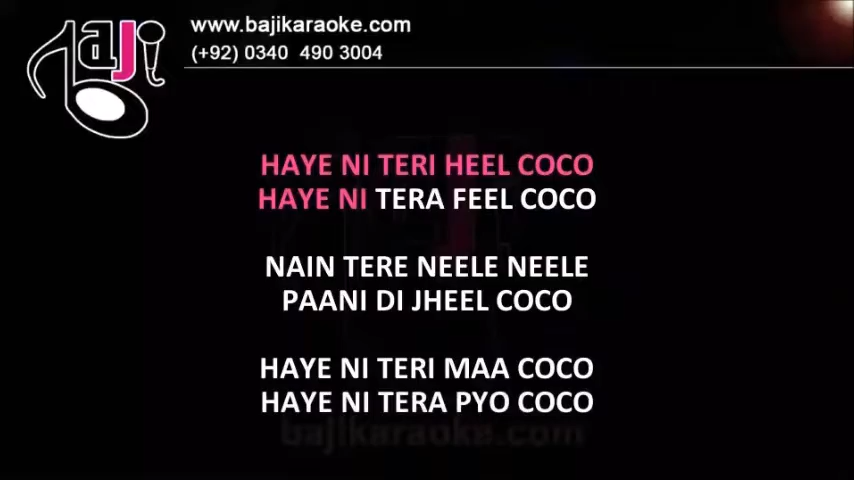 www.bajikaraoke.com
(+92) 0340 490 3004
aJi
HAYE NI TERI HEEL COCO
HAYE NI TERA FEEL COCO
NAIN TERE NEELE NEELE
PAANI DI JHEEL COCO
HAYE NI TERI MAA COCO
HAYE NI TERA PYO COCO
bajikaraoke.com